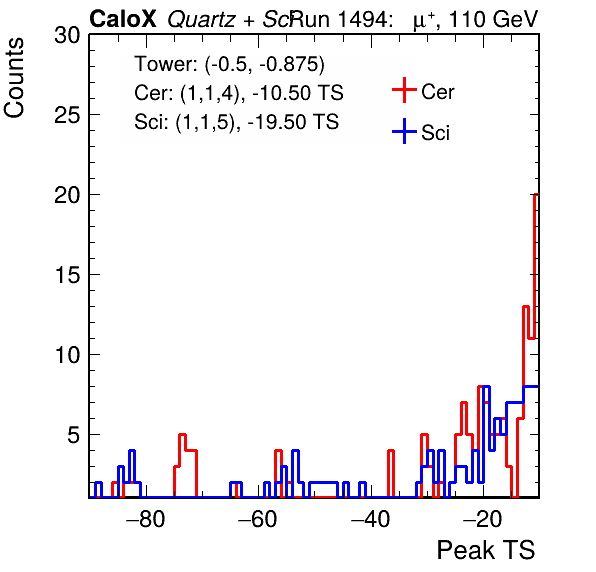 CaloX Quartz + Sci Run 1494: μ⁺, 110 GeV
Counts
Tower: (-0.5, -0.875)
Cer: (1,1,4), -10.50 TS
Sci: (1,1,5), -19.50 TS
Cer
Sci
30
25
20
15
10
5
−80 −60 −40 −20
Peak TS